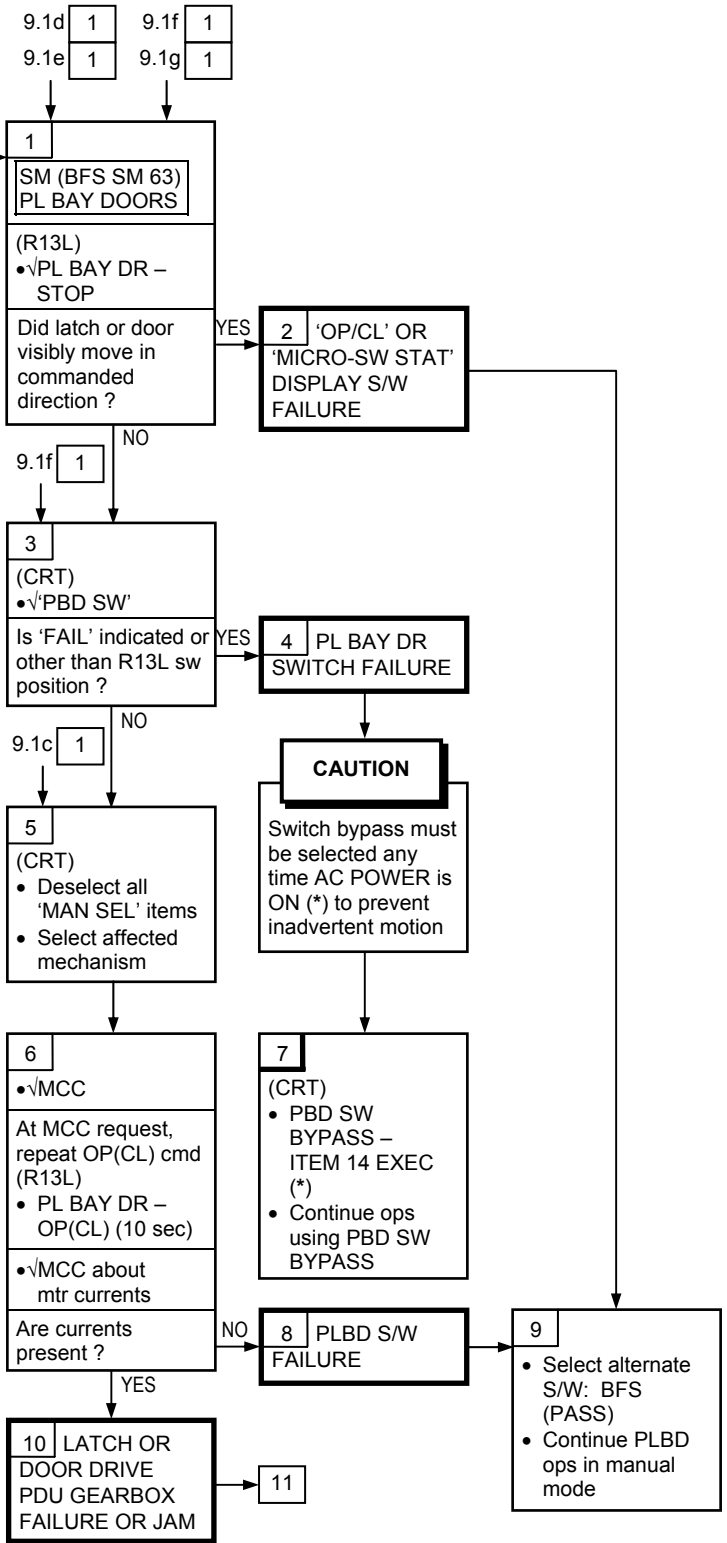 9.1d 1
9.1e 1
9.1f 1
9.1g 1
1
SM (BFS SM 63)
PL BAY DOORS
(R13L)
•√PL BAY DR –
STOP
Did latch or door
visibly move in
commanded
direction ?
YES
2 'OP/CL' OR
'MICRO-SW STAT'
DISPLAY S/W
FAILURE
NO
9.1f 1
3
(CRT)
•√'PBD SW'
Is 'FAIL' indicated or
other than R13L sw
position ?
YES
4 PL BAY DR
SWITCH FAILURE
NO
9.1c 1
CAUTION
Switch bypass must
be selected any
time AC POWER is
ON (*) to prevent
inadvertent motion
5
(CRT)
• Deselect all
'MAN SEL' items
• Select affected
mechanism
6
•√MCC
At MCC request,
repeat OP(CL) cmd
(R13L)
• PL BAY DR –
OP(CL) (10 sec)
•√MCC about
mtr currents
Are currents
present ?
7
(CRT)
• PBD SW
BYPASS –
ITEM 14 EXEC
(*)
• Continue ops
using PBD SW
BYPASS
NO
8 PLBD S/W
FAILURE
9
• Select alternate
S/W: BFS
(PASS)
• Continue PLBD
ops in manual
mode
YES
10 LATCH OR
DOOR DRIVE
PDU GEARBOX
FAILURE OR JAM
11